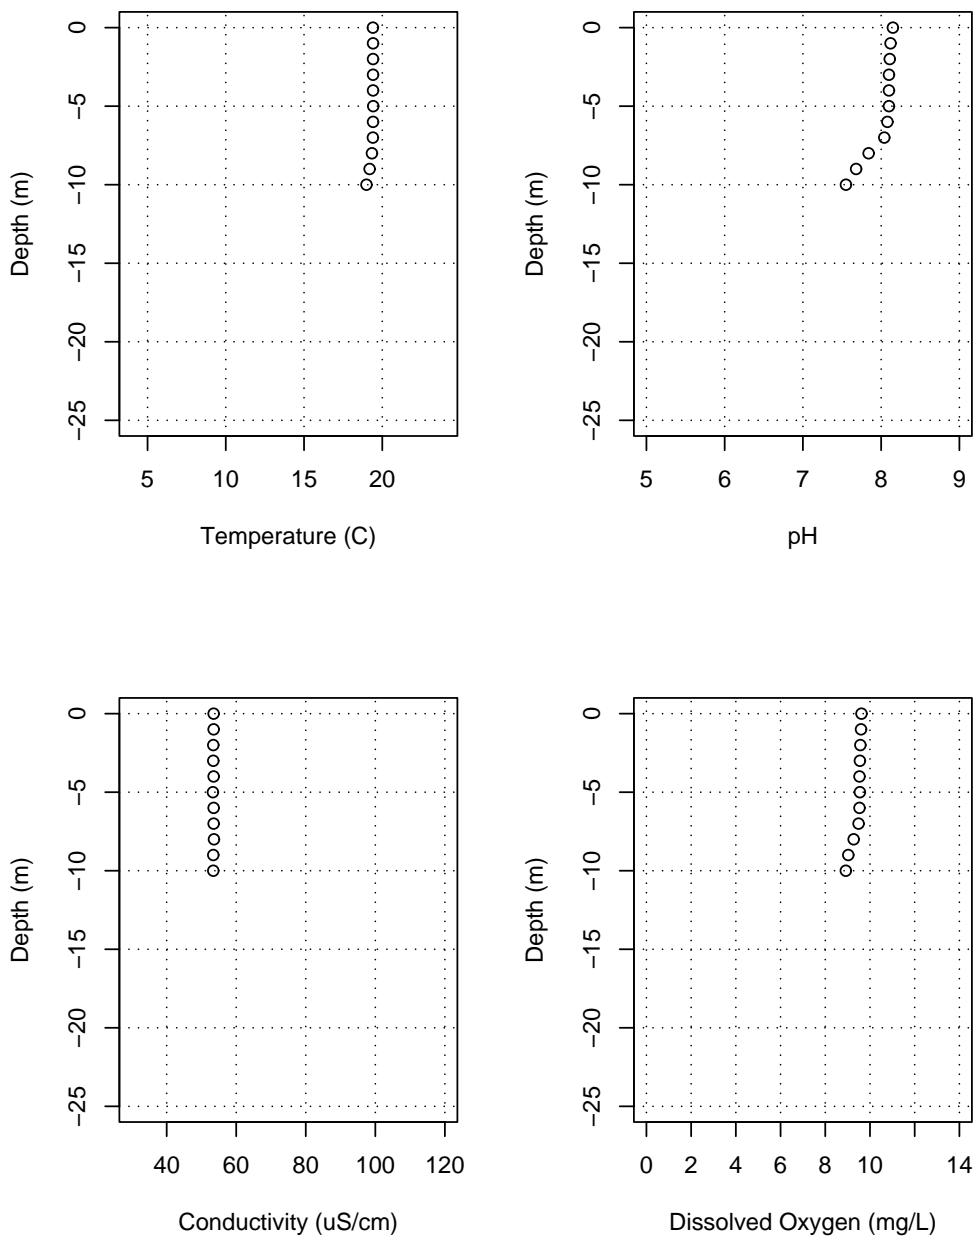 0
−5
−10
−15
−20
−25
Depth (m)
5 10 15 20
Temperature (C)
0
−5
−10
−15
−20
−25
Depth (m)
5 6 7 8 9
pH
0
−5
−10
−15
−20
−25
Depth (m)
40 60 80 100 120
Conductivity (uS/cm)
0
−5
−10
−15
−20
−25
Depth (m)
0 2 4 6 8 10 14
Dissolved Oxygen (mg/L)